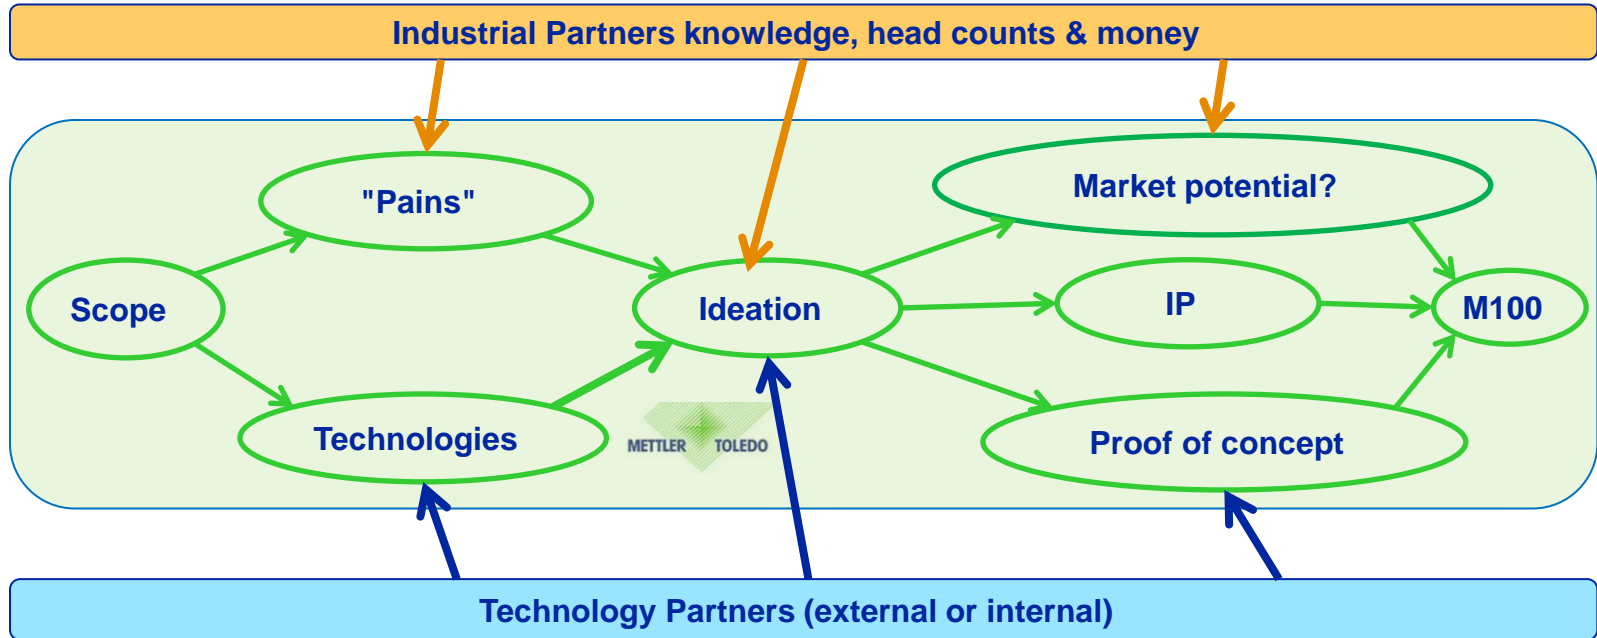 Industrial Partners knowledge, head counts & money
"Pains"
Market potential?
Scope
Ideation
IP
M100
Technologies
METTLER TOLEDO
Proof of concept
Technology Partners (external or internal)